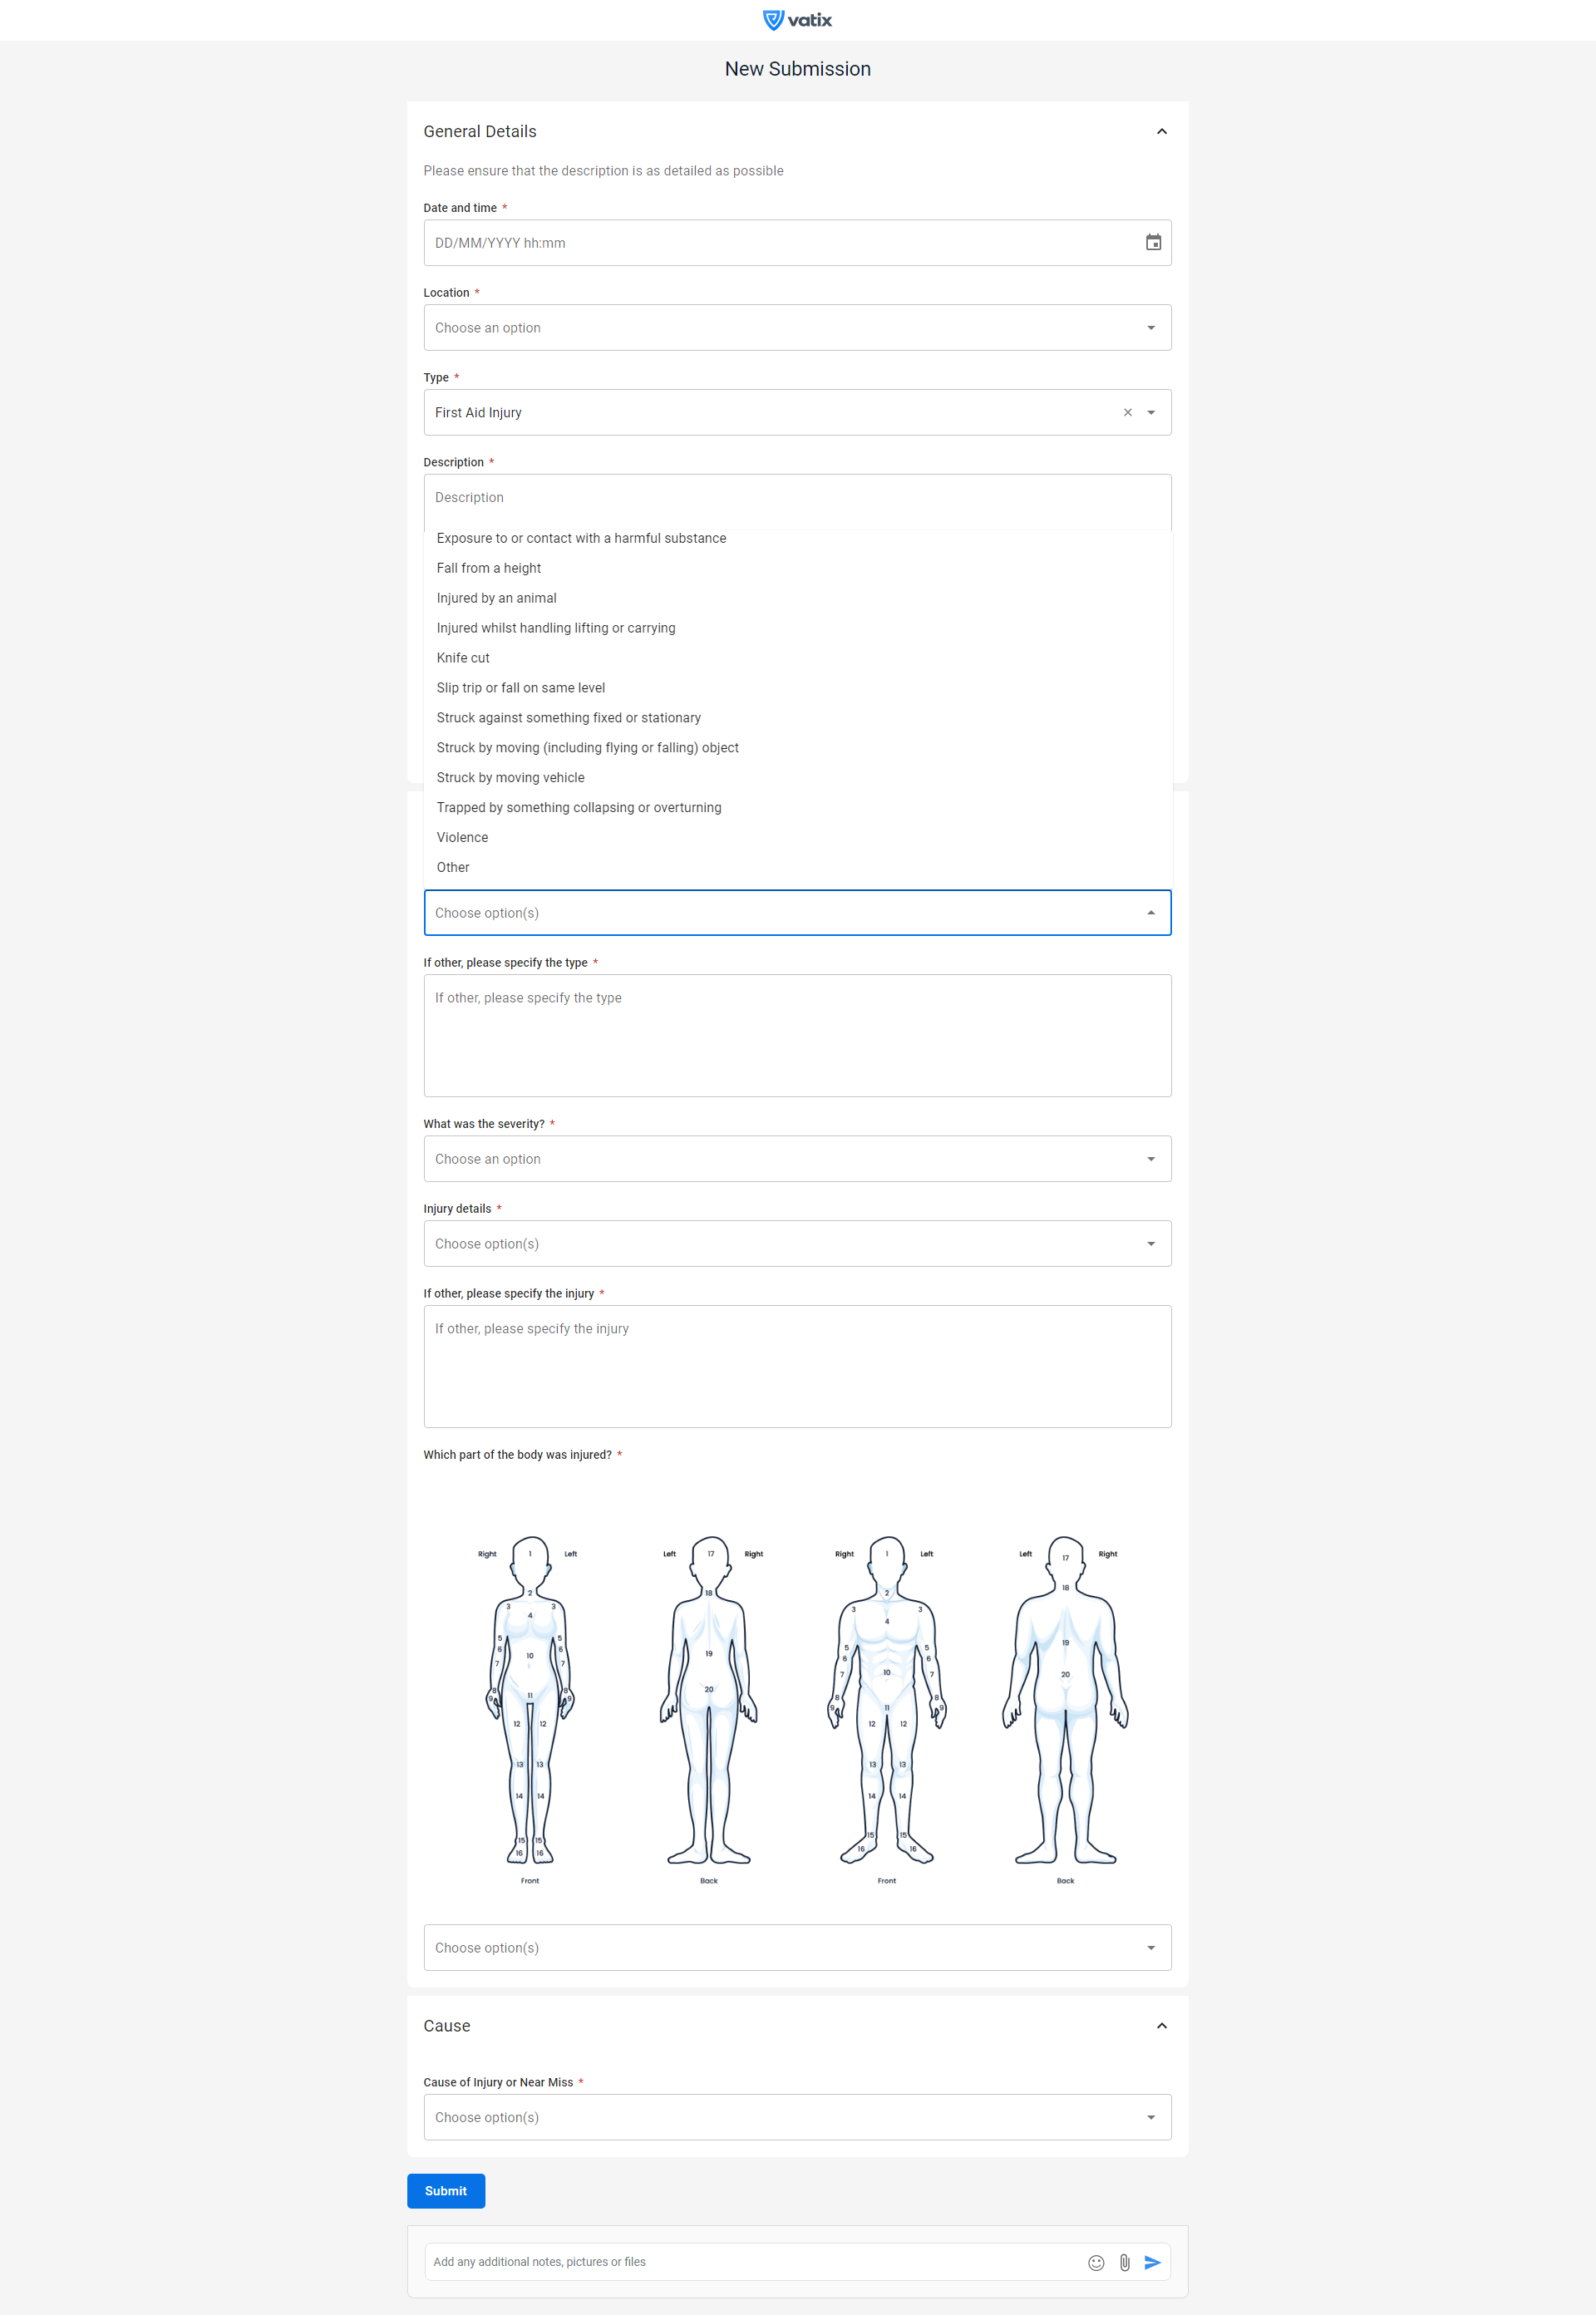 vatix
New Submission
General Details
Please ensure that the description is as detailed as possible
Date and time *
DD/MM/YYYY hh:mm
Location *
Choose an option
Type *
First Aid Injury
Description *
Description
Exposure to or contact with a harmful substance
Fall from a height
Injured by an animal
Injured whilst handling lifting or carrying
Knife cut
Slip trip or fall on same level
Struck against something fixed or stationary
Struck by moving (including flying or falling) object
Struck by moving vehicle
Trapped by something collapsing or overturning
Violence
Other
Choose option(s)
If other, please specify the type *
If other, please specify the type
What was the severity? *
Choose an option
Injury details *
Choose option(s)
If other, please specify the injury *
If other, please specify the injury
Which part of the body was injured? *
Right 1 Left Left 17 Right Right 1 Left Left 17 Right
2 18 2 18
3 3 3 3
4 4
5 5 5 5 19
6 6 10 19 6 6
7 7 7 10 7 20
8 8 20 8 8
9 11 9 9 11 9
12 12 12 12
13 13 13 13
14 14 14 14
15 15 15 15
16 16 16 16
Front Back Front Back
Choose option(s)
Cause
Cause of Injury or Near Miss *
Choose option(s)
Submit
Add any additional notes, pictures or files